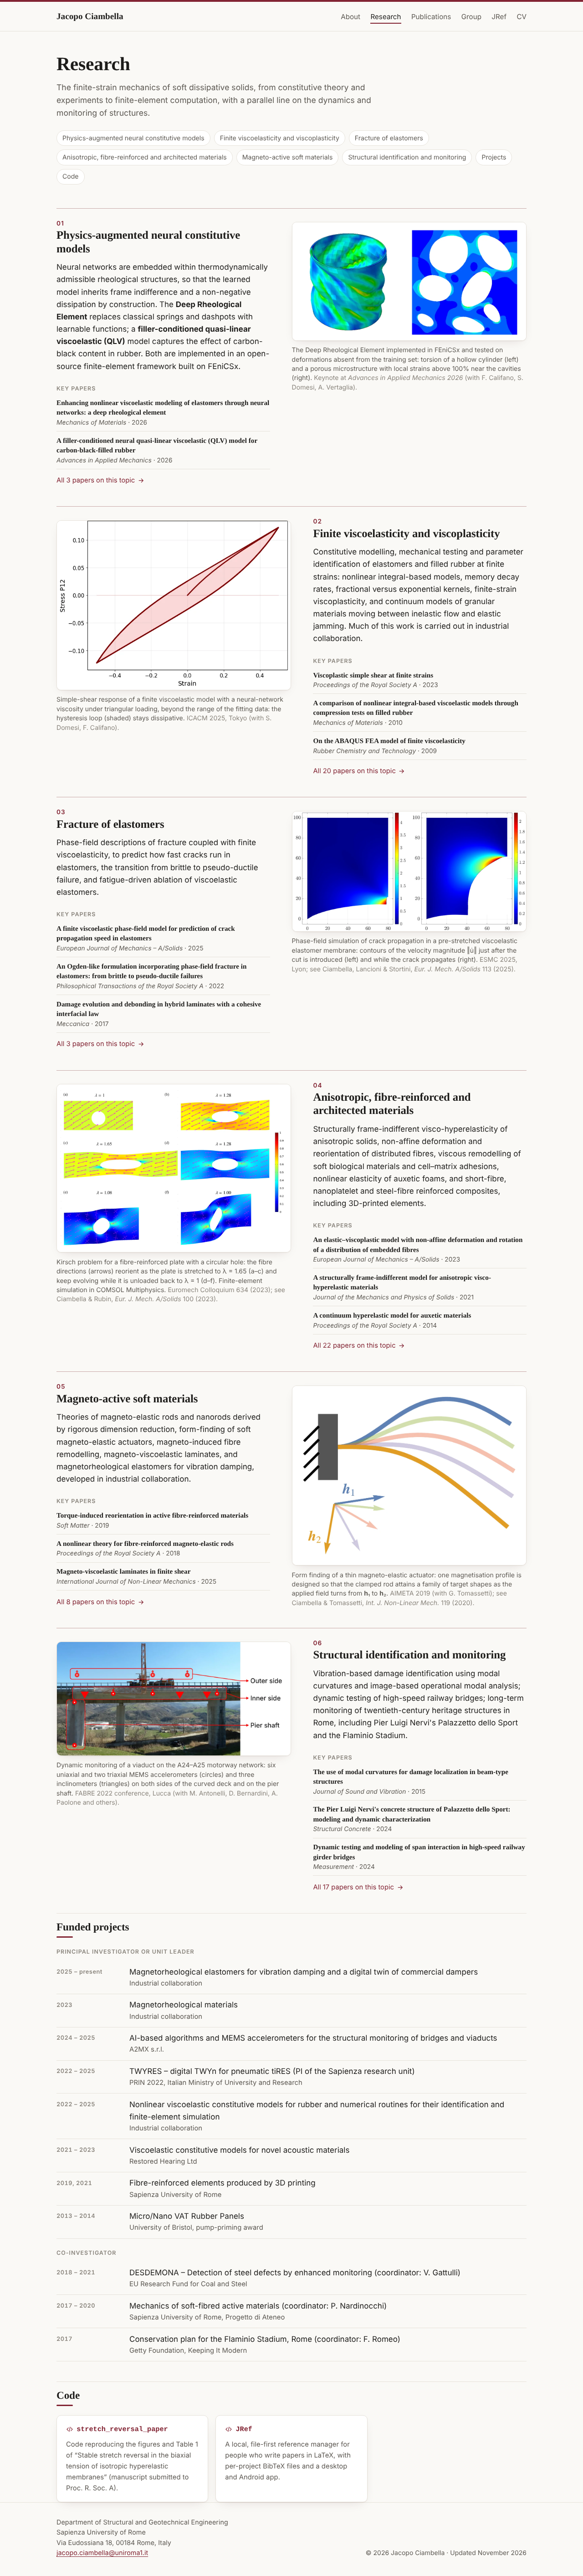 Jacopo Ciambella
About
Research
Publications
Group
JRef
CV
Research
The finite-strain mechanics of soft dissipative solids, from constitutive theory and
experiments to finite-element computation, with a parallel line on the dynamics and
monitoring of structures.
Physics-augmented neural constitutive models
Finite viscoelasticity and viscoplasticity
Fracture of elastomers
Anisotropic, fibre-reinforced and architected materials
Magneto-active soft materials
Structural identification and monitoring
Projects
Code
01
Physics-augmented neural constitutive
models
Neural networks are embedded within thermodynamically
admissible rheological structures, so that the learned
model inherits frame indifference and a non-negative
dissipation by construction. The Deep Rheological
Element replaces classical springs and dashpots with
learnable functions; a filler-conditioned quasi-linear
viscoelastic (QLV) model captures the effect of carbon-
black content in rubber. Both are implemented in an open-
source finite-element framework built on FEniCSx.
KEY PAPERS
Enhancing nonlinear viscoelastic modeling of elastomers through neural
networks: a deep rheological element
Mechanics of Materials · 2026
A filler-conditioned neural quasi-linear viscoelastic (QLV) model for
carbon-black-filled rubber
Advances in Applied Mechanics · 2026
All 3 papers on this topic →
The Deep Rheological Element implemented in FEniCSx and tested on
deformations absent from the training set: torsion of a hollow cylinder (left)
and a porous microstructure with local strains above 100% near the cavities
(right). Keynote at Advances in Applied Mechanics 2026 (with F. Califano, S.
Domesi, A. Vertaglia).
0.10
0.05
0.00
−0.05
−0.10
Stress P12
−0.4
−0.2
0.0
0.2
0.4
Strain
Simple-shear response of a finite viscoelastic model with a neural-network
viscosity under triangular loading, beyond the range of the fitting data: the
hysteresis loop (shaded) stays dissipative. ICACM 2025, Tokyo (with S.
Domesi, F. Califano).
02
Finite viscoelasticity and viscoplasticity
Constitutive modelling, mechanical testing and parameter
identification of elastomers and filled rubber at finite
strains: nonlinear integral-based models, memory decay
rates, fractional versus exponential kernels, finite-strain
viscoplasticity, and continuum models of granular
materials moving between inelastic flow and elastic
jamming. Much of this work is carried out in industrial
collaboration.
KEY PAPERS
Viscoplastic simple shear at finite strains
Proceedings of the Royal Society A · 2023
A comparison of nonlinear integral-based viscoelastic models through
compression tests on filled rubber
Mechanics of Materials · 2010
On the ABAQUS FEA model of finite viscoelasticity
Rubber Chemistry and Technology · 2009
All 20 papers on this topic →
03
Fracture of elastomers
Phase-field descriptions of fracture coupled with finite
viscoelasticity, to predict how fast cracks run in
elastomers, the transition from brittle to pseudo-ductile
failure, and fatigue-driven ablation of viscoelastic
elastomers.
KEY PAPERS
A finite viscoelastic phase-field model for prediction of crack
propagation speed in elastomers
European Journal of Mechanics – A/Solids · 2025
An Ogden-like formulation incorporating phase-field fracture in
elastomers: from brittle to pseudo-ductile failures
Philosophical Transactions of the Royal Society A · 2022
Damage evolution and debonding in hybrid laminates with a cohesive
interfacial law
Meccanica · 2017
All 3 papers on this topic →
Phase-field simulation of crack propagation in a pre-stretched viscoelastic
elastomer membrane: contours of the velocity magnitude ‖u̇‖ just after the
cut is introduced (left) and while the crack propagates (right). ESMC 2025,
Lyon; see Ciambella, Lancioni & Stortini, Eur. J. Mech. A/Solids 113 (2025).
Kirsch problem for a fibre-reinforced plate with a circular hole: the fibre
directions (arrows) reorient as the plate is stretched to λ = 1.65 (a–c) and
keep evolving while it is unloaded back to λ = 1 (d–f). Finite-element
simulation in COMSOL Multiphysics. Euromech Colloquium 634 (2023); see
Ciambella & Rubin, Eur. J. Mech. A/Solids 100 (2023).
04
Anisotropic, fibre-reinforced and
architected materials
Structurally frame-indifferent visco-hyperelasticity of
anisotropic solids, non-affine deformation and
reorientation of distributed fibres, viscous remodelling of
soft biological materials and cell–matrix adhesions,
nonlinear elasticity of auxetic foams, and short-fibre,
nanoplatelet and steel-fibre reinforced composites,
including 3D-printed elements.
KEY PAPERS
An elastic–viscoplastic model with non-affine deformation and rotation
of a distribution of embedded fibres
European Journal of Mechanics – A/Solids · 2023
A structurally frame-indifferent model for anisotropic visco-
hyperelastic materials
Journal of the Mechanics and Physics of Solids · 2021
A continuum hyperelastic model for auxetic materials
Proceedings of the Royal Society A · 2014
All 22 papers on this topic →
05
Magneto-active soft materials
Theories of magneto-elastic rods and nanorods derived
by rigorous dimension reduction, form-finding of soft
magneto-elastic actuators, magneto-induced fibre
remodelling, magneto-viscoelastic laminates, and
magnetorheological elastomers for vibration damping,
developed in industrial collaboration.
KEY PAPERS
Torque-induced reorientation in active fibre-reinforced materials
Soft Matter · 2019
A nonlinear theory for fibre-reinforced magneto-elastic rods
Proceedings of the Royal Society A · 2018
Magneto-viscoelastic laminates in finite shear
International Journal of Non-Linear Mechanics · 2025
All 8 papers on this topic →
h1
h2
Form finding of a thin magneto-elastic actuator: one magnetisation profile is
designed so that the clamped rod attains a family of target shapes as the
applied field turns from h₁ to h₂. AIMETA 2019 (with G. Tomassetti); see
Ciambella & Tomassetti, Int. J. Non-Linear Mech. 119 (2020).
Outer side
Inner side
Pier shaft
Dynamic monitoring of a viaduct on the A24–A25 motorway network: six
uniaxial and two triaxial MEMS accelerometers (circles) and three
inclinometers (triangles) on both sides of the curved deck and on the pier
shaft. FABRE 2022 conference, Lucca (with M. Antonelli, D. Bernardini, A.
Paolone and others).
06
Structural identification and monitoring
Vibration-based damage identification using modal
curvatures and image-based operational modal analysis;
dynamic testing of high-speed railway bridges; long-term
monitoring of twentieth-century heritage structures in
Rome, including Pier Luigi Nervi's Palazzetto dello Sport
and the Flaminio Stadium.
KEY PAPERS
The use of modal curvatures for damage localization in beam-type
structures
Journal of Sound and Vibration · 2015
The Pier Luigi Nervi's concrete structure of Palazzetto dello Sport:
modeling and dynamic characterization
Structural Concrete · 2024
Dynamic testing and modeling of span interaction in high-speed railway
girder bridges
Measurement · 2024
All 17 papers on this topic →
Funded projects
PRINCIPAL INVESTIGATOR OR UNIT LEADER
2025 – present
Magnetorheological elastomers for vibration damping and a digital twin of commercial dampers
Industrial collaboration
2023
Magnetorheological materials
Industrial collaboration
2024 – 2025
AI-based algorithms and MEMS accelerometers for the structural monitoring of bridges and viaducts
A2MX s.r.l.
2022 – 2025
TWYRES – digital TWYn for pneumatic tiRES (PI of the Sapienza research unit)
PRIN 2022, Italian Ministry of University and Research
2022 – 2025
Nonlinear viscoelastic constitutive models for rubber and numerical routines for their identification and
finite-element simulation
Industrial collaboration
2021 – 2023
Viscoelastic constitutive models for novel acoustic materials
Restored Hearing Ltd
2019, 2021
Fibre-reinforced elements produced by 3D printing
Sapienza University of Rome
2013 – 2014
Micro/Nano VAT Rubber Panels
University of Bristol, pump-priming award
CO-INVESTIGATOR
2018 – 2021
DESDEMONA – Detection of steel defects by enhanced monitoring (coordinator: V. Gattulli)
EU Research Fund for Coal and Steel
2017 – 2020
Mechanics of soft-fibred active materials (coordinator: P. Nardinocchi)
Sapienza University of Rome, Progetto di Ateneo
2017
Conservation plan for the Flaminio Stadium, Rome (coordinator: F. Romeo)
Getty Foundation, Keeping It Modern
Code
stretch_reversal_paper
Code reproducing the figures and Table 1
of "Stable stretch reversal in the biaxial
tension of isotropic hyperelastic
membranes" (manuscript submitted to
Proc. R. Soc. A).
JRef
A local, file-first reference manager for
people who write papers in LaTeX, with
per-project BibTeX files and a desktop
and Android app.
Department of Structural and Geotechnical Engineering
Sapienza University of Rome
Via Eudossiana 18, 00184 Rome, Italy
jacopo.ciambella@uniroma1.it
© 2026 Jacopo Ciambella · Updated November 2026